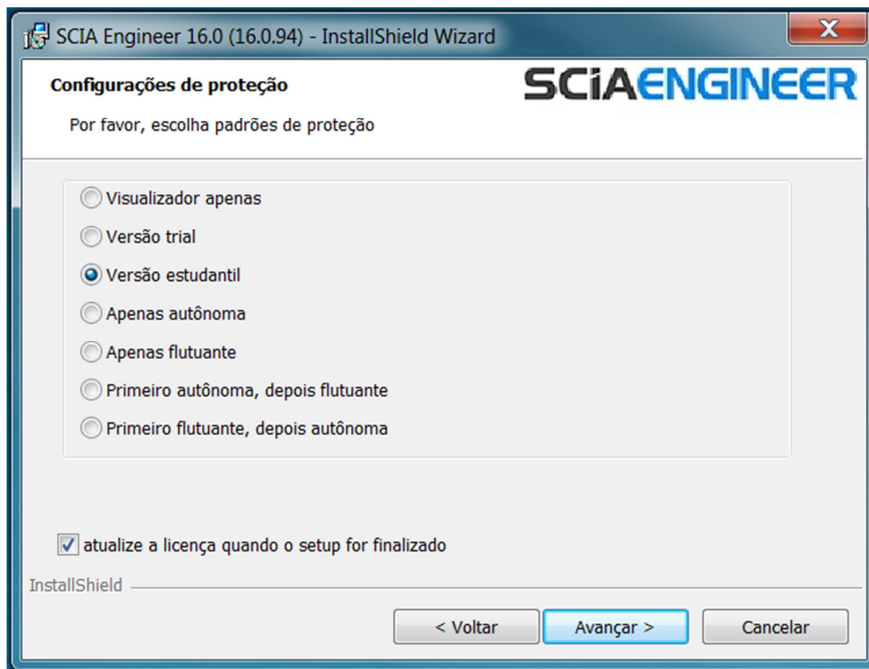 SCIA Engineer 16.0 (16.0.94) - InstallShield Wizard
Configurações de proteção
SCiAENGINEER
Por favor, escolha padrões de proteção
Visualizador apenas
Versão trial
Versão estudantil
Apenas autônoma
Apenas flutuante
Primeiro autônoma, depois flutuante
Primeiro flutuante, depois autônoma
atualize a licença quando o setup for finalizado
InstallShield
< Voltar
Avançar >
Cancelar